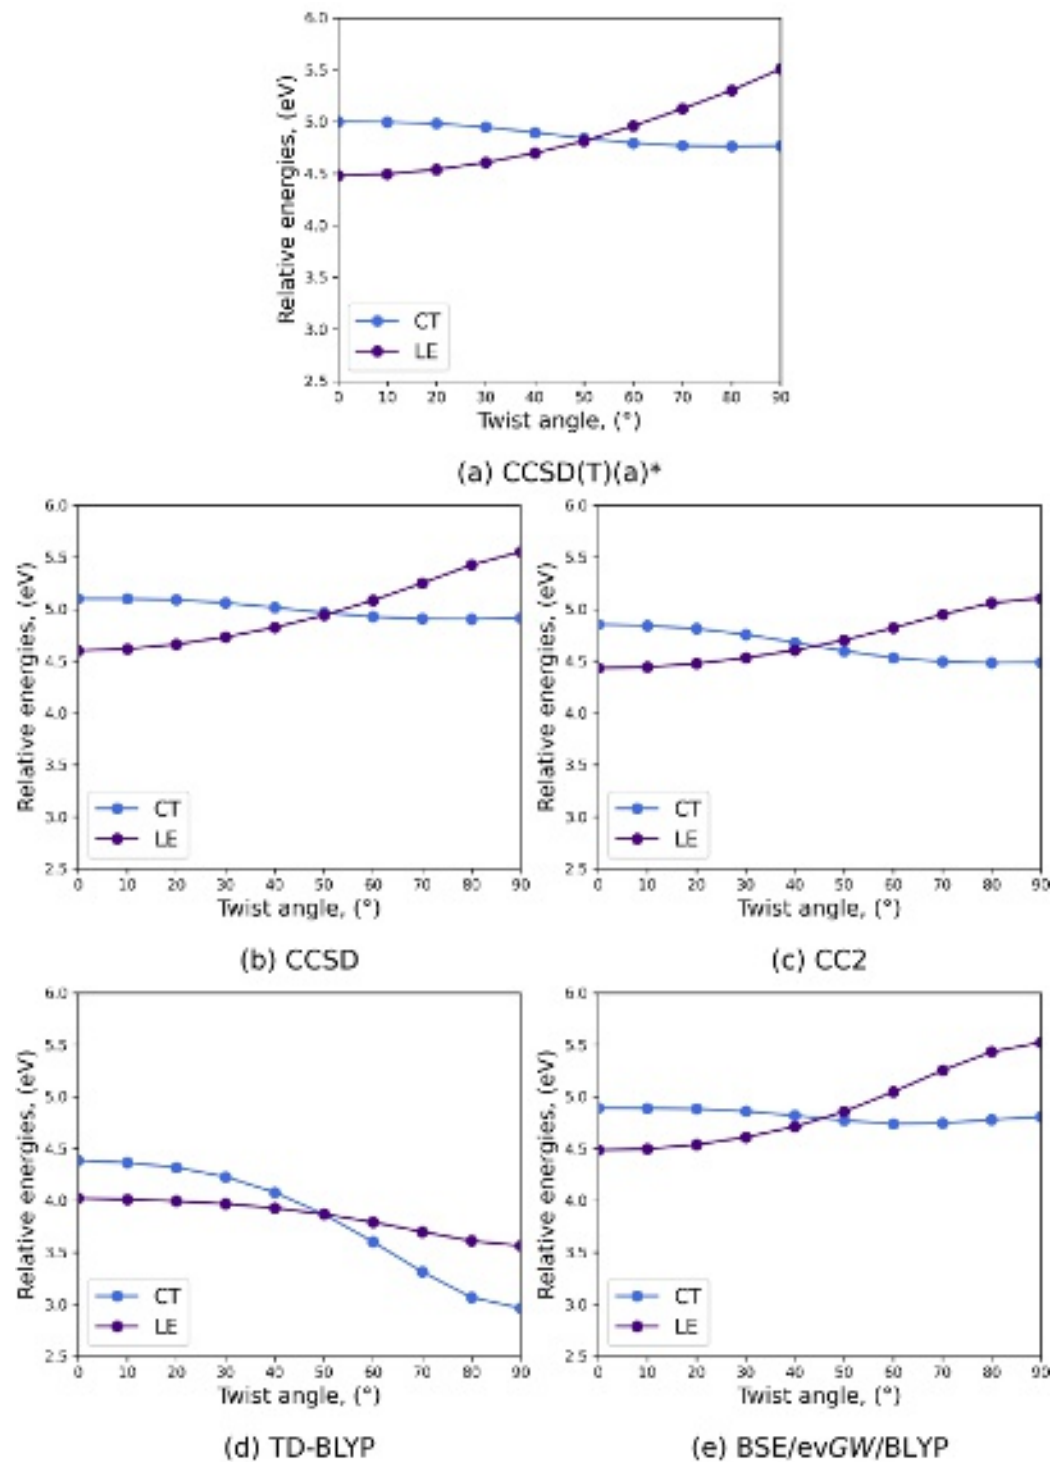 6.0
5.5
5.0
4.5
4.0
3.5
3.0
2.5
Relative energies, (eV)
CT
LE
0 10 20 30 40 50 60 70 80 90
Twist angle, (°)
(a) CCSD(T)(a)*
6.0
5.5
5.0
4.5
4.0
3.5
3.0
2.5
Relative energies, (eV)
CT
LE
0 10 20 30 40 50 60 70 80 90
Twist angle, (°)
(b) CCSD
6.0
5.5
5.0
4.5
4.0
3.5
3.0
2.5
Relative energies, (eV)
CT
LE
0 10 20 30 40 50 60 70 80 90
Twist angle, (°)
(c) CC2
6.0
5.5
5.0
4.5
4.0
3.5
3.0
2.5
Relative energies, (eV)
CT
LE
0 10 20 30 40 50 60 70 80 90
Twist angle, (°)
(d) TD-BLYP
6.0
5.5
5.0
4.5
4.0
3.5
3.0
2.5
Relative energies, (eV)
CT
LE
0 10 20 30 40 50 60 70 80 90
Twist angle, (°)
(e) BSE/evGW/BLYP